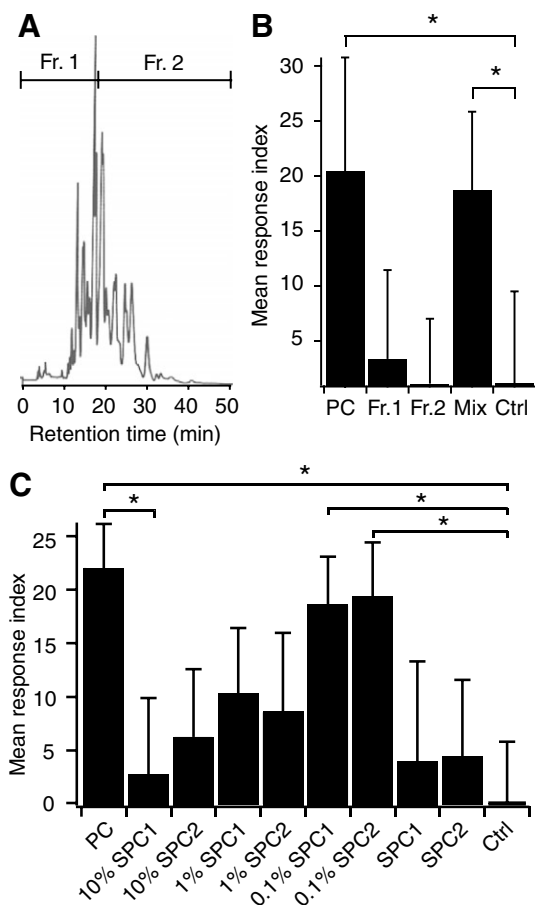 A
Fr. 1
Fr. 2
0 10 20 30 40 50
Retention time (min)
B
*
*
30
25
20
15
10
5
Mean response index
PC Fr.1 Fr.2 Mix Ctrl
C
*
*
*
*
25
20
15
10
5
0
Mean response index
PC
10% SPC1
10% SPC2
1% SPC1
1% SPC2
0.1% SPC1
0.1% SPC2
SPC1
SPC2
Ctrl